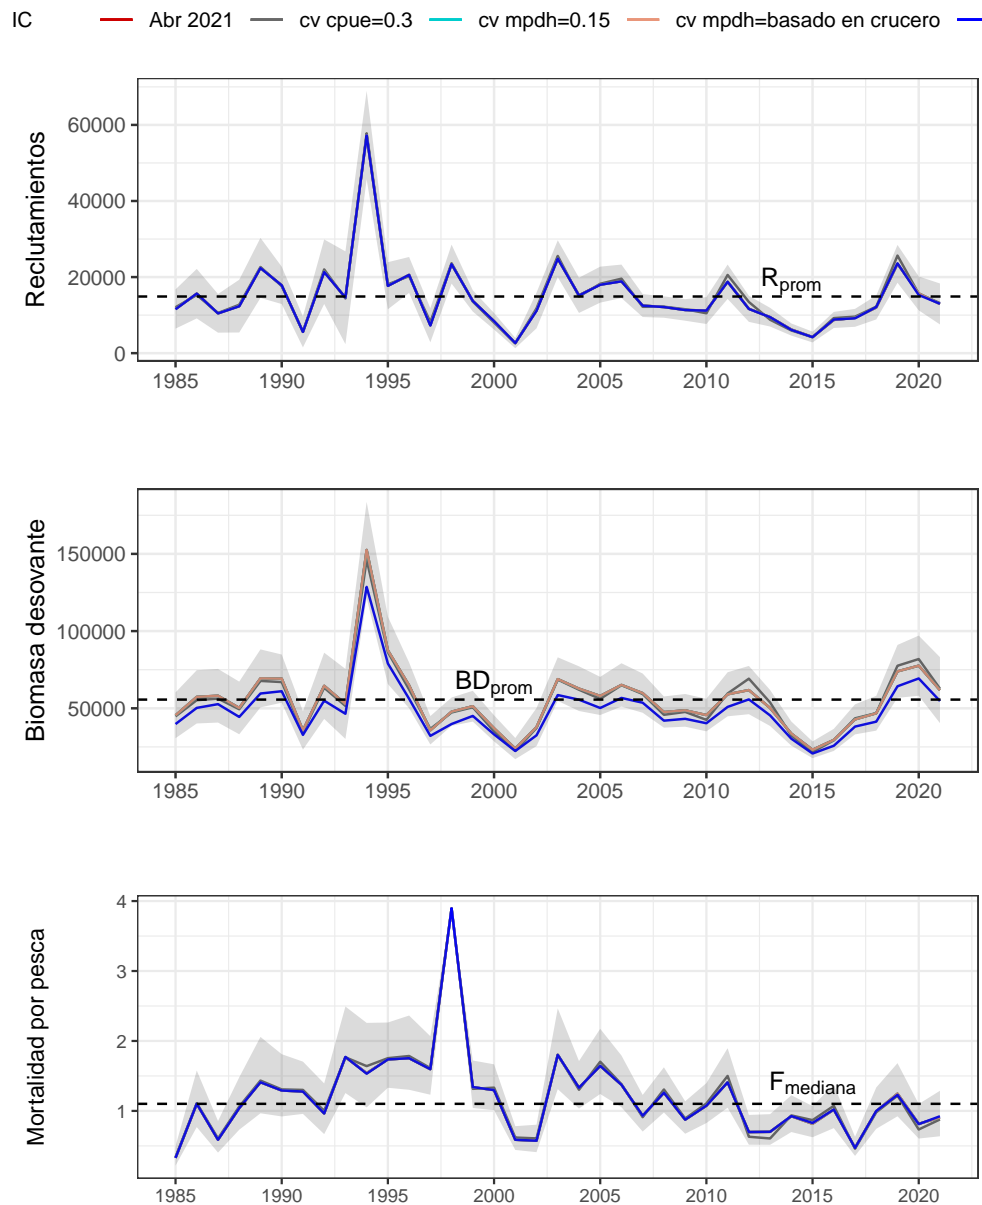 IC Abr 2021 cv cpue=0.3 cv mpdh=0.15 cv mpdh=basado en crucero
Reclutamientos
60000
40000
20000
0
R_prom
1985 1990 1995 2000 2005 2010 2015 2020
Biomasa desovante
150000
100000
50000
BD_prom
1985 1990 1995 2000 2005 2010 2015 2020
Mortalidad por pesca
4
3
2
1
F_mediana
1985 1990 1995 2000 2005 2010 2015 2020